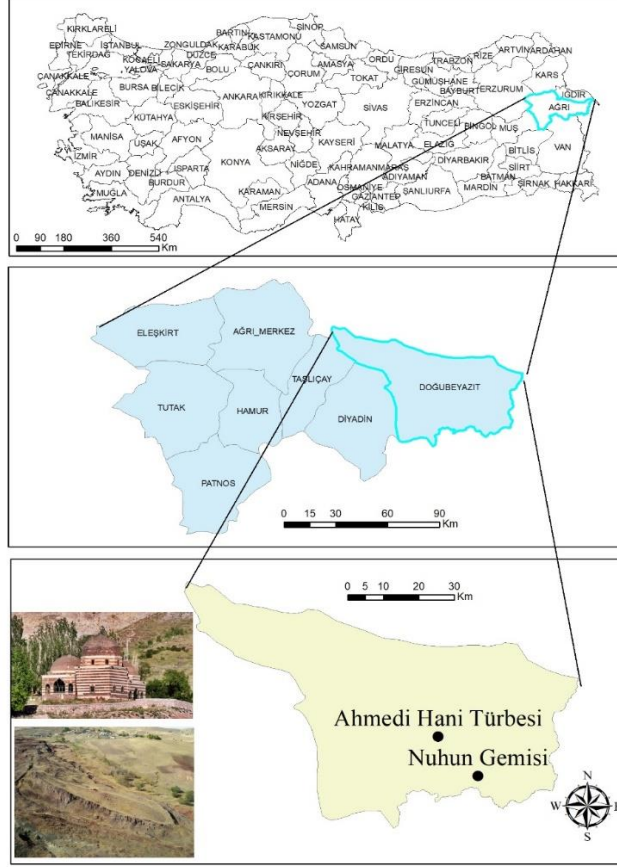 KIRKLARELİ
EDİRNE
TEKİRDAĞ
İSTANBUL
KOCAELİ
YALOVA
SAKARYA
ZONGULDAK
DÜZCE
BOLU
BARTIN
KARABÜK
KASTAMONU
SİNOP
SAMSUN
ÇANKIRI
ÇORUM
AMASYA
TOKAT
ORDU
GİRESUN
TRABZON
GÜMÜŞHANE
BAYBURT
RİZE
ARTVİN
ARDAHAN
KARS
IĞDIR
AĞRI
ERZURUM
ERZİNCAN
ÇANAKKALE
ÇANAKKALE
BALIKESİR
BURSA
BİLECİK
ESKİŞEHİR
KÜTAHYA
ANKARA
KIRIKKALE
KIRŞEHİR
YOZGAT
SİVAS
TUNCELİ
BİNGÖL
MUŞ
MANİSA
UŞAK
AFYON
İZMİR
AYDIN
DENİZLİ
ISPARTA
BURDUR
MUĞLA
ANTALYA
KONYA
AKSARAY
NEVŞEHİR
NİĞDE
KAYSERİ
KARAMAN
MERSİN
ADANA
KAHRAMANMARAŞ
OSMANİYE
GAZİANTEP
KİLİS
HATAY
MALATYA
ELAZIĞ
ADIYAMAN
ŞANLIURFA
DİYARBAKIR
MARDİN
BATMAN
SİİRT
BİTLİS
VAN
ŞIRNAK
HAKKARİ
0 90 180 360 540
Km
ELEŞKİRT
AĞRI_MERKEZ
TAŞLIÇAY
DOĞUBEYAZIT
TUTAK
HAMUR
DİYADİN
PATNOS
0 15 30 60 90
Km
0 5 10 20 30
Km
Ahmedi Hani Türbesi
Nuhun Gemisi
N
W
E
S